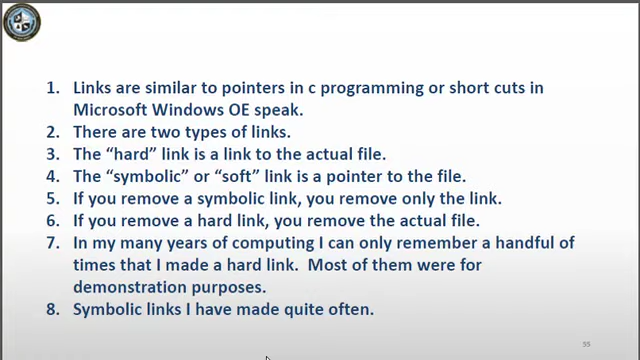 1. Links are similar to pointers in c programming or short cuts in
Microsoft Windows OE speak.
2. There are two types of links.
3. The “hard” link is a link to the actual file.
4. The “symbolic” or “soft” link is a pointer to the file.
5. If you remove a symbolic link, you remove only the link.
6. If you remove a hard link, you remove the actual file.
7. In my many years of computing I can only remember a handful of
times that I made a hard link. Most of them were for
demonstration purposes.
8. Symbolic links I have made quite often.
55